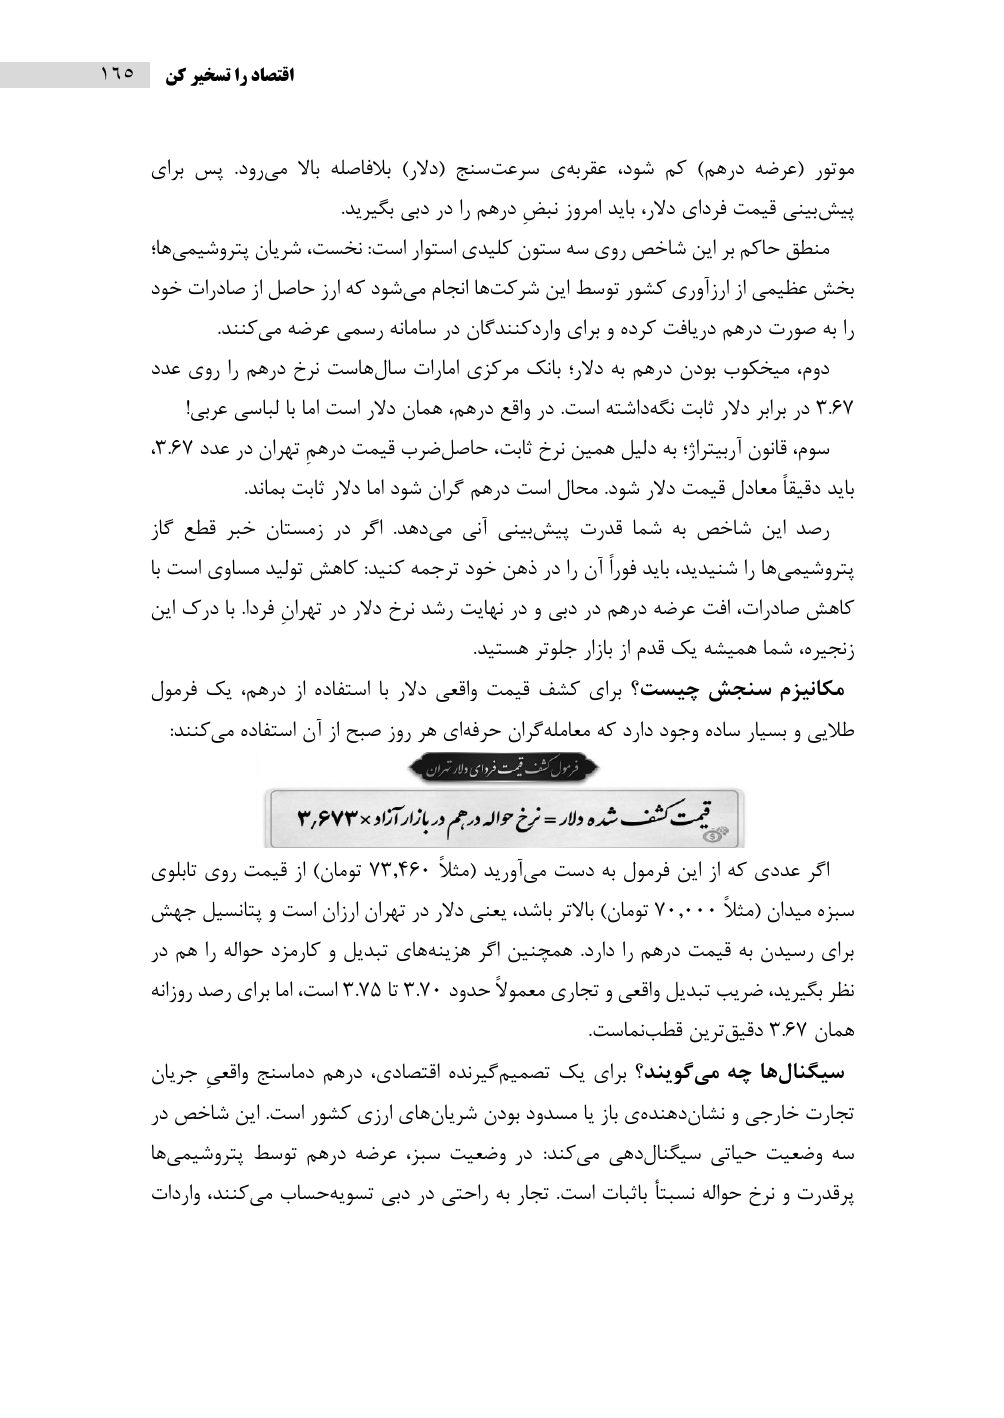 اقتصاد را تسخیر کن ۱۶۵
موتور (عرضه درهم) کم شود، عقربه‌ی سرعت‌سنج (دلار) بلافاصله بالا می‌رود. پس برای
پیش‌بینی قیمت فردای دلار، باید امروز نبضِ درهم را در دبی بگیرید.
منطق حاکم بر این شاخص روی سه ستون کلیدی استوار است: نخست، شریان پتروشیمی‌ها؛
بخش عظیمی از ارزآوری کشور توسط این شرکت‌ها انجام می‌شود که ارز حاصل از صادرات خود
را به صورت درهم دریافت کرده و برای واردکنندگان در سامانه رسمی عرضه می‌کنند.
دوم، میخکوب بودن درهم به دلار؛ بانک مرکزی امارات سال‌هاست نرخ درهم را روی عدد
۳.۶۷ در برابر دلار ثابت نگه‌داشته است. در واقع درهم، همان دلار است اما با لباسی عربی!
سوم، قانون آربیتراژ؛ به دلیل همین نرخ ثابت، حاصل‌ضرب قیمت درهمِ تهران در عدد ۳.۶۷،
باید دقیقاً معادل قیمت دلار شود. محال است درهم گران شود اما دلار ثابت بماند.
رصد این شاخص به شما قدرت پیش‌بینی آنی می‌دهد. اگر در زمستان خبر قطع گاز
پتروشیمی‌ها را شنیدید، باید فوراً آن را در ذهن خود ترجمه کنید: کاهش تولید مساوی است با
کاهش صادرات، افت عرضه درهم در دبی و در نهایت رشد نرخ دلار در تهرانِ فردا. با درک این
زنجیره، شما همیشه یک قدم از بازار جلوتر هستید.
مکانیزم سنجش چیست؟ برای کشف قیمت واقعی دلار با استفاده از درهم، یک فرمول
طلایی و بسیار ساده وجود دارد که معامله‌گران حرفه‌ای هر روز صبح از آن استفاده می‌کنند:
فرمول کشف قیمت فردای دلار تهران
قیمت کشف شده دلار = نرخ حواله درهم در بازار آزاد × ۳٫۶۷۳
اگر عددی که از این فرمول به دست می‌آورید (مثلاً ۷۳,۴۶۰ تومان) از قیمت روی تابلوی
سبزه میدان (مثلاً ۷۰,۰۰۰ تومان) بالاتر باشد، یعنی دلار در تهران ارزان است و پتانسیل جهش
برای رسیدن به قیمت درهم را دارد. همچنین اگر هزینه‌های تبدیل و کارمزد حواله را هم در
نظر بگیرید، ضریب تبدیل واقعی و تجاری معمولاً حدود ۳.۷۰ تا ۳.۷۵ است، اما برای رصد روزانه
همان ۳.۶۷ دقیق‌ترین قطب‌نماست.
سیگنال‌ها چه می‌گویند؟ برای یک تصمیم‌گیرنده اقتصادی، درهم دماسنج واقعیِ جریان
تجارت خارجی و نشان‌دهنده‌ی باز یا مسدود بودن شریان‌های ارزی کشور است. این شاخص در
سه وضعیت حیاتی سیگنال‌دهی می‌کند: در وضعیت سبز، عرضه درهم توسط پتروشیمی‌ها
پرقدرت و نرخ حواله نسبتاً باثبات است. تجار به راحتی در دبی تسویه‌حساب می‌کنند، واردات